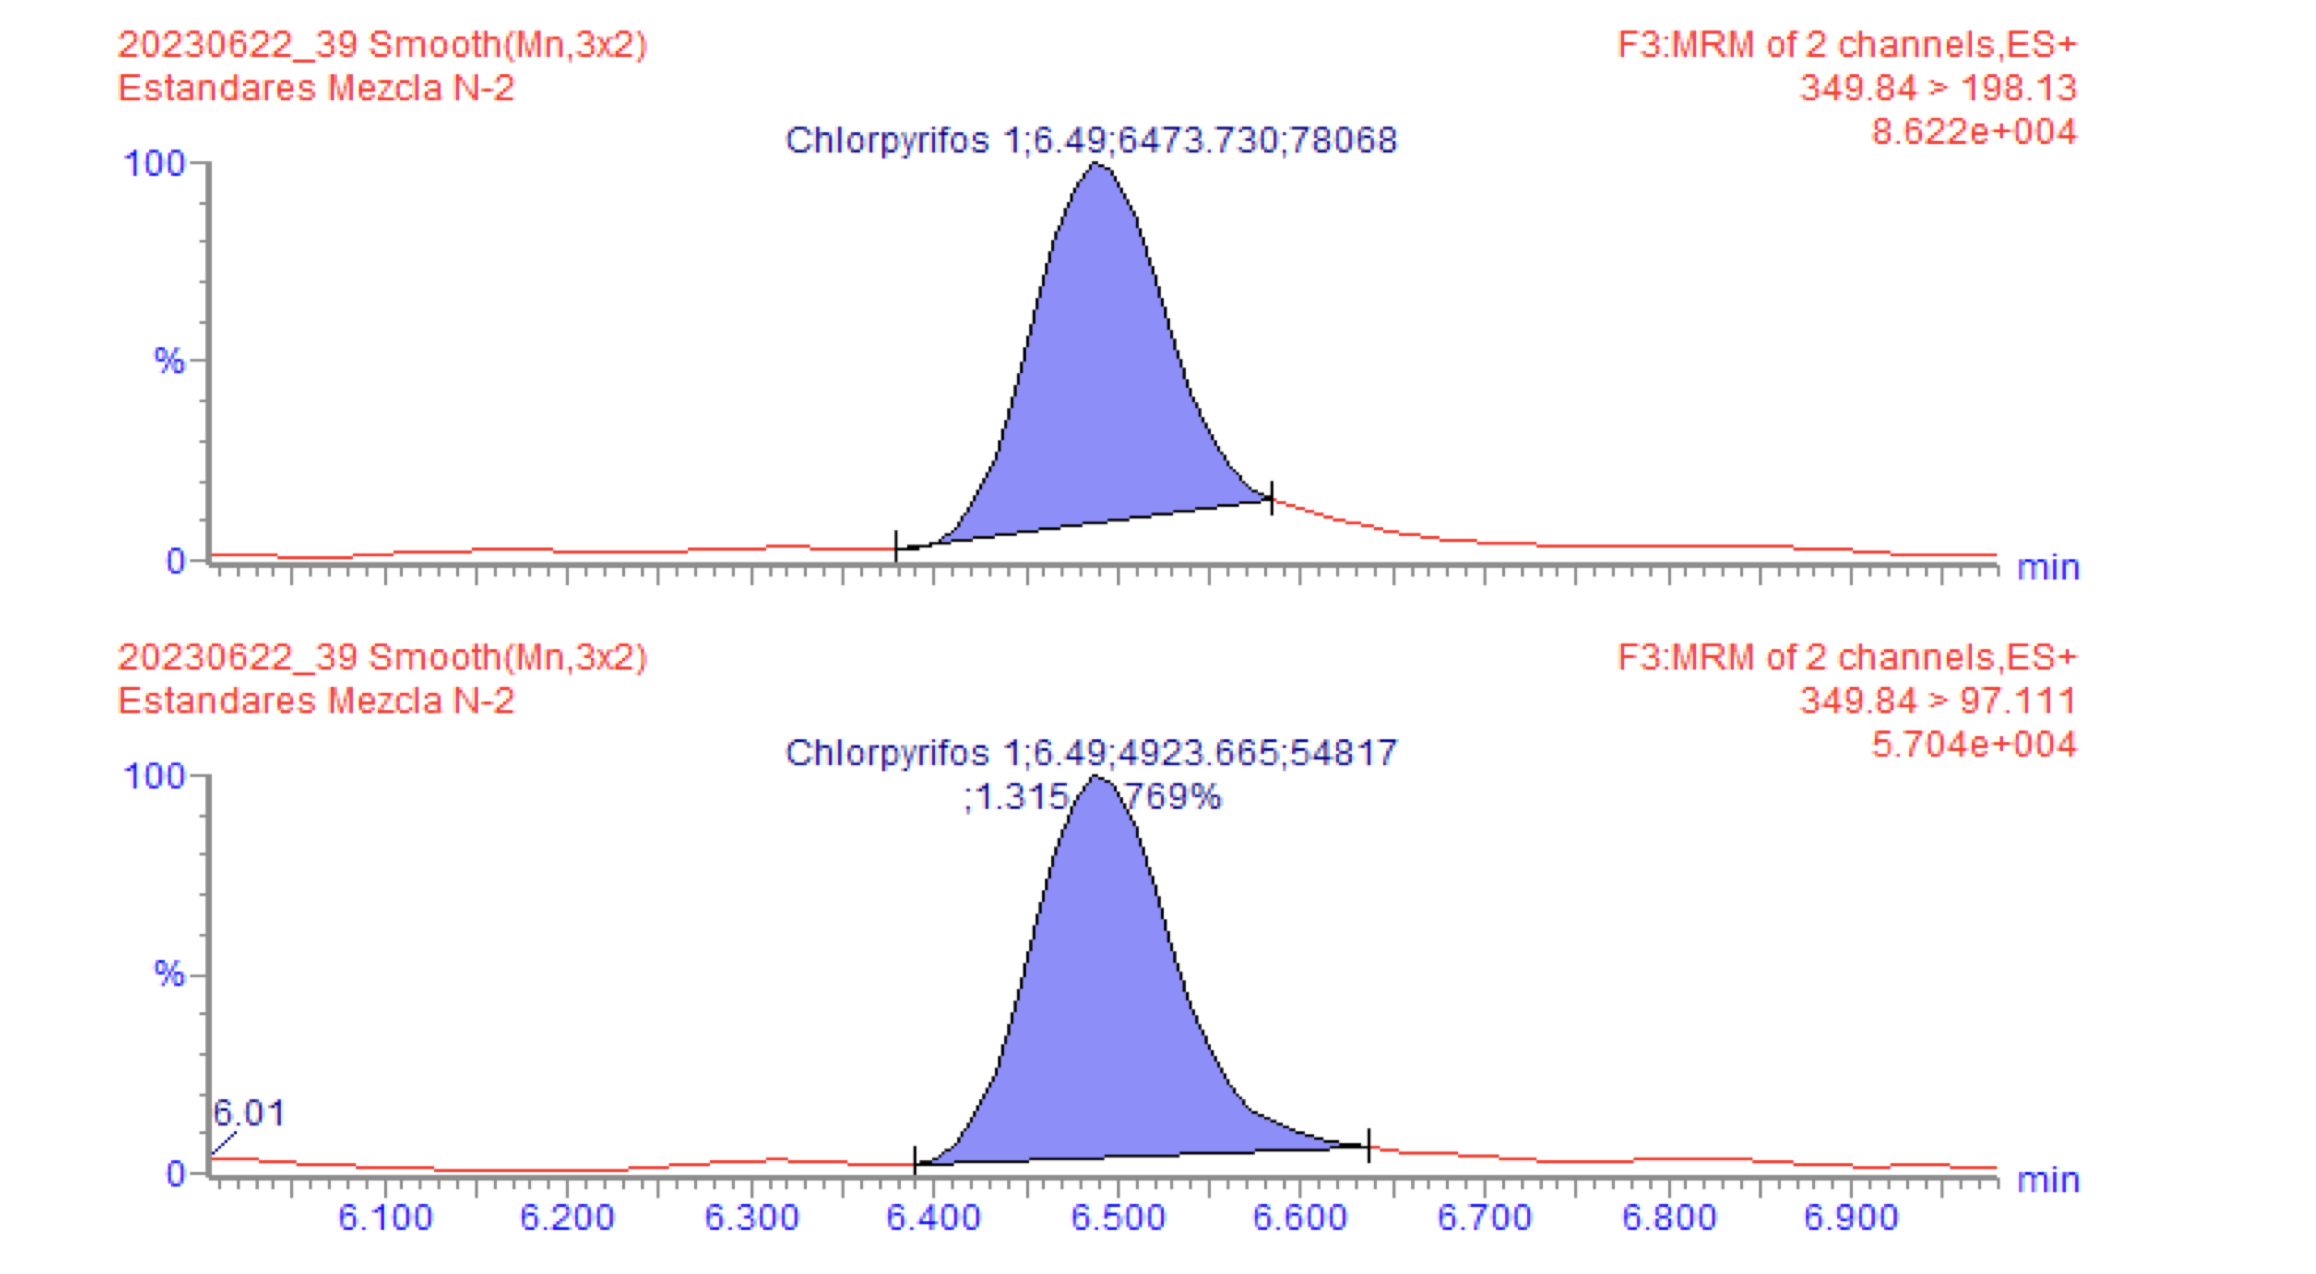 20230622_39 Smooth(Mn,3x2)
Estandares Mezcla N-2
F3:MRM of 2 channels,ES+
349.84 > 198.13
8.622e+004
Chlorpyrifos 1;6.49;6473.730;78068
100
%
0
min
20230622_39 Smooth(Mn,3x2)
Estandares Mezcla N-2
F3:MRM of 2 channels,ES+
349.84 > 97.111
5.704e+004
Chlorpyrifos 1;6.49;4923.665;54817
;1.315 769%
100
%
6.01
0
min
6.100 6.200 6.300 6.400 6.500 6.600 6.700 6.800 6.900